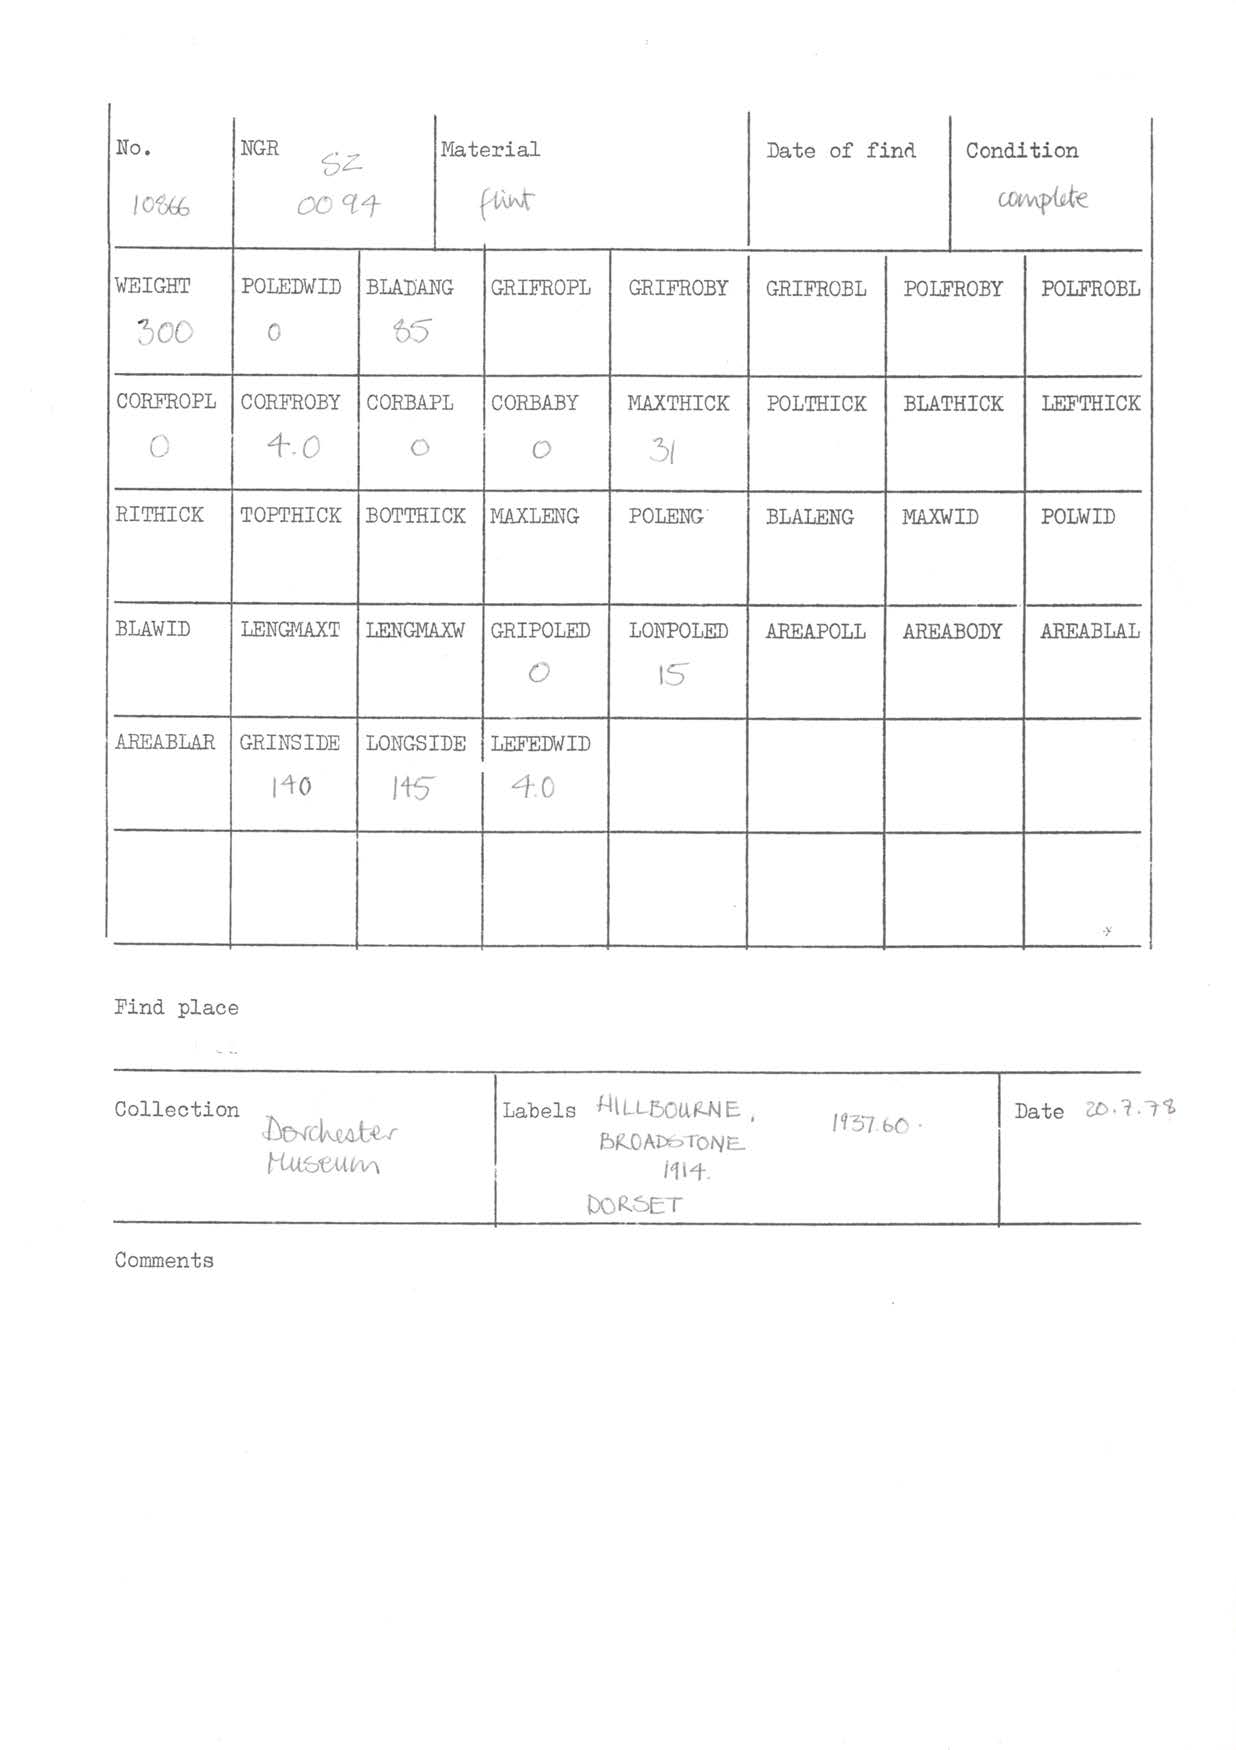 No. NGR Material Date of find Condition
SZ
10866 00 94 flint complete
WEIGHT POLEDWID BLADANG GRIFROPL GRIFROBY GRIFROBL POLFROBY POLFROBL
300 0 85
CORFROPL CORFROBY CORBAPL CORBABY MAXTHICK POLTHICK BLATHICK LEFTHICK
0 4.0 0 0 31
RITHICK TOPTHICK BOTTHICK MAXLENG POLENG BLALENG MAXWID POLWID
BLAWID LENGMAXT LENGMAXW GRIPOLED LONPOLED AREAPOLL AREABODY AREABLAL
0 15
AREABLAR GRINSIDE LONGSIDE LEFEDWID
140 145 4.0
Find place
Collection Labels HILLBOURNE, 1937.60. Date 20.7.78
Dorchester BROADSTONE
Museum 1914.
DORSET
Comments